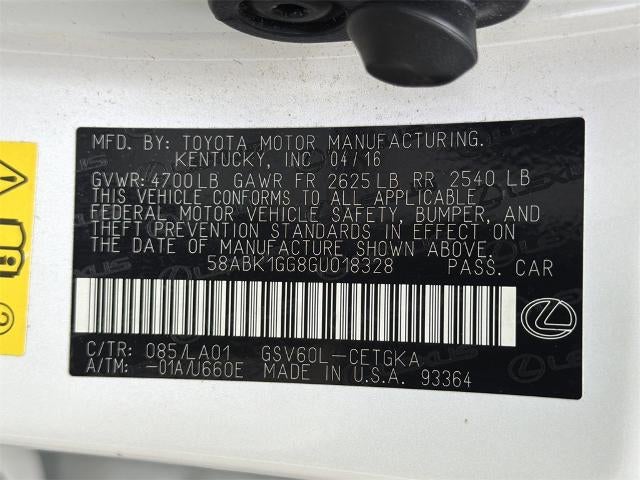 MFD. BY: TOYOTA MOTOR MANUFACTURING.
KENTUCKY, INC 04/16
GVWR: 4700LB GAWR FR 2625LB RR 2540 LB
THIS VEHICLE CONFORMS TO ALL APPLICABLE
FEDERAL MOTOR VEHICLE SAFETY, BUMPER, AND
THEFT PREVENTION STANDARDS IN EFFECT ON
THE DATE OF MANUFACTURE SHOWN ABOVE.
58ABK1GG8GU018328 PASS. CAR
C/TR: 085/LA01 GSV60L-CETGKA
A/TM: -01A/U660E MADE IN U.S.A. 93364